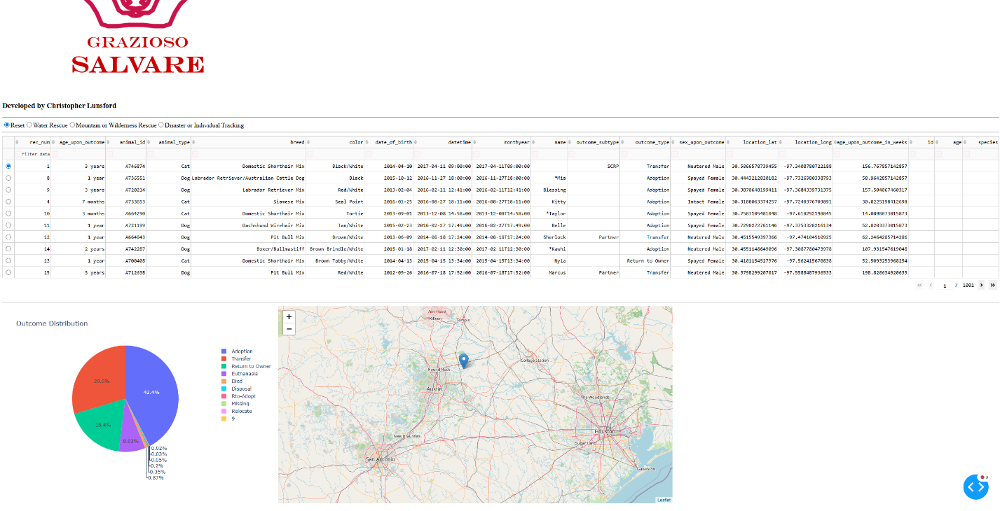 GRAZIOSO
SALVARE
Developed by Christopher Lunsford
Reset Water Rescue Mountain or Wilderness Rescue Disaster or Individual Tracking
rec_num age_upon_outcome animal_id animal_type breed color date_of_birth datetime monthyear name outcome_subtype outcome_type sex_upon_outcome location_lat location_long age_upon_outcome_in_weeks id age species
filter data
1 3 years A746874 Cat Domestic Shorthair Mix Black/White 2014-04-10 2017-04-11 09:00:00 2017-04-11T09:00:00 SCRP Transfer Neutered Male 30.5066578739455 -97.3408780722188 156.767857142857
8 1 year A736551 Dog Labrador Retriever/Australian Cattle Dog Black 2015-10-12 2016-11-27 18:00:00 2016-11-27T18:00:00 *Mia Adoption Spayed Female 30.4443212820182 -97.7326980338793 58.9642857142857
9 3 years A720214 Dog Labrador Retriever Mix Red/White 2013-02-04 2016-02-11 12:41:00 2016-02-11T12:41:00 Blessing Adoption Spayed Female 30.3870648199411 -97.3684339731375 157.504067460317
4 7 months A733653 Cat Siamese Mix Seal Point 2016-01-25 2016-08-27 18:11:00 2016-08-27T18:11:00 Kitty Adoption Intact Female 30.3188063374257 -97.7240376703891 30.8225198412698
10 3 months A664290 Cat Domestic Shorthair Mix Tortie 2013-09-01 2013-12-08 14:58:00 2013-12-08T14:58:00 *Taylor Adoption Spayed Female 30.7583105481048 -97.618292198845 14.0890873015873
11 1 year A721199 Dog Dachshund Wirehair Mix Tan/White 2015-02-23 2016-02-27 17:49:00 2016-02-27T17:49:00 Belle Adoption Spayed Female 30.7290272761146 -97.3753328216134 52.8203373015873
12 1 year A664843 Dog Pit Bull Mix Brown/White 2013-06-09 2014-08-18 17:24:00 2014-08-18T17:24:00 Sherlock Partner Transfer Neutered Male 30.4515549397366 -97.474104510925 62.2464285714286
14 2 years A742287 Dog Boxer/Bullmastiff Brown Brindle/White 2015-01-18 2017-02-11 12:30:00 2017-02-11T12:30:00 *Kawhi Adoption Neutered Male 30.4551148649096 -97.3087780473978 107.931547619048
13 1 year A700408 Cat Domestic Shorthair Mix Brown Tabby/White 2014-04-13 2015-04-15 13:34:00 2015-04-15T13:34:00 Nyla Return to Owner Spayed Female 30.4101154527976 -97.562415670838 52.5093253968254
15 3 years A712638 Dog Pit Bull Mix Red/White 2012-09-26 2016-07-18 17:52:00 2016-07-18T17:52:00 Marcus Partner Transfer Neutered Male 30.5798299207017 -97.5588487936533 198.820634920635
1 / 1001
Outcome Distribution
42.4%
29.6%
18.4%
8.03%
0.02%
0.03%
0.05%
0.2%
0.35%
0.87%
Adoption
Transfer
Return to Owner
Euthanasia
Died
Disposal
Rto-Adopt
Missing
Relocate
9
+
−
Fort Hood
Killeen
Temple
College Station
Round Rock
Austin
The Woodlands
Houston
New Braunfels
Sugar Land
San Antonio
Galveston
Leaflet